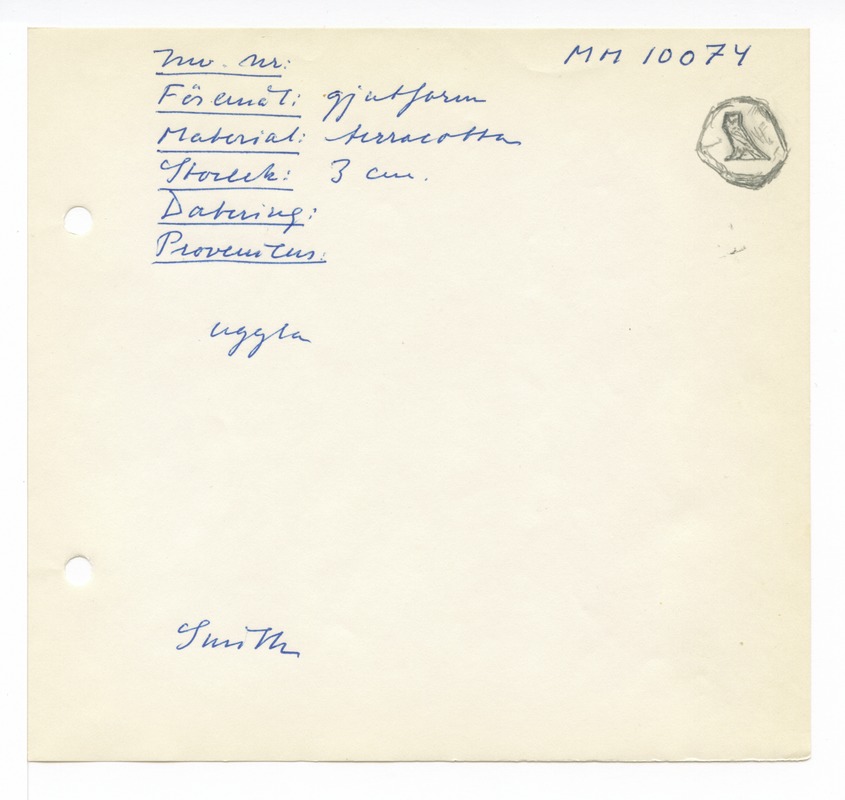 Inv. nr: MM 10074
Föremål: gjutform
Material: terracotta
Storlek: 3 cm.
Datering:
Proveniens:
uggla
Smith